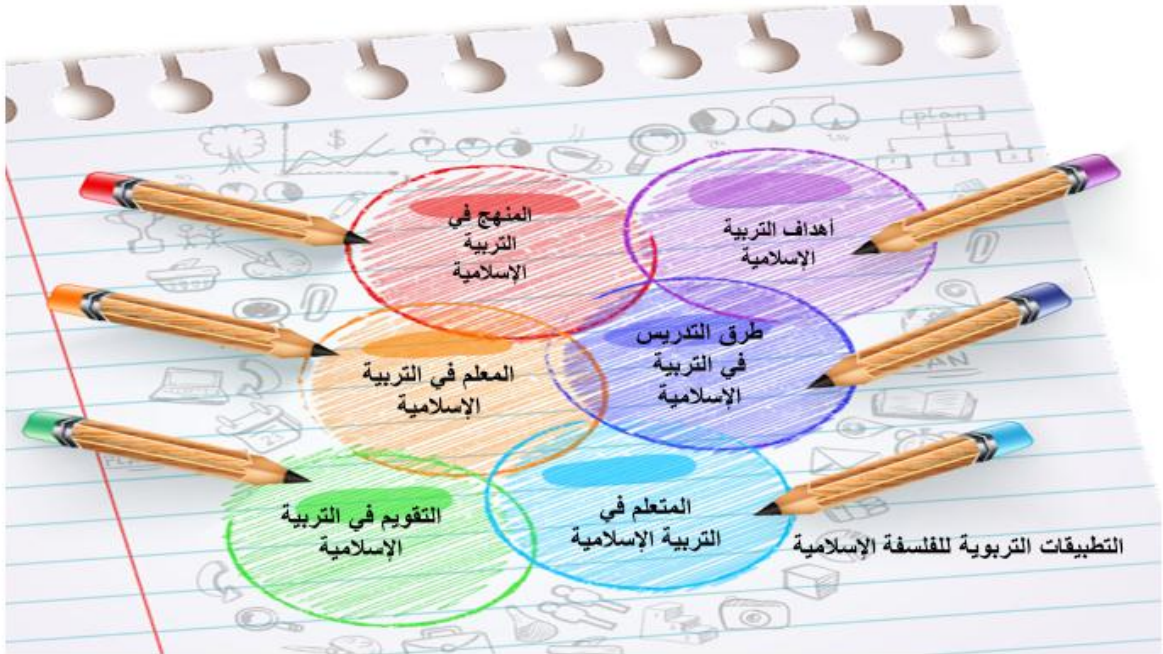 أهداف التربية
الإسلامية
المنهج في
التربية
الإسلامية
طرق التدريس
في التربية
الإسلامية
المعلم في التربية
الإسلامية
المتعلم في
التربية الإسلامية
التقويم في التربية
الإسلامية
التطبيقات التربوية للفلسفة الإسلامية
plan
$